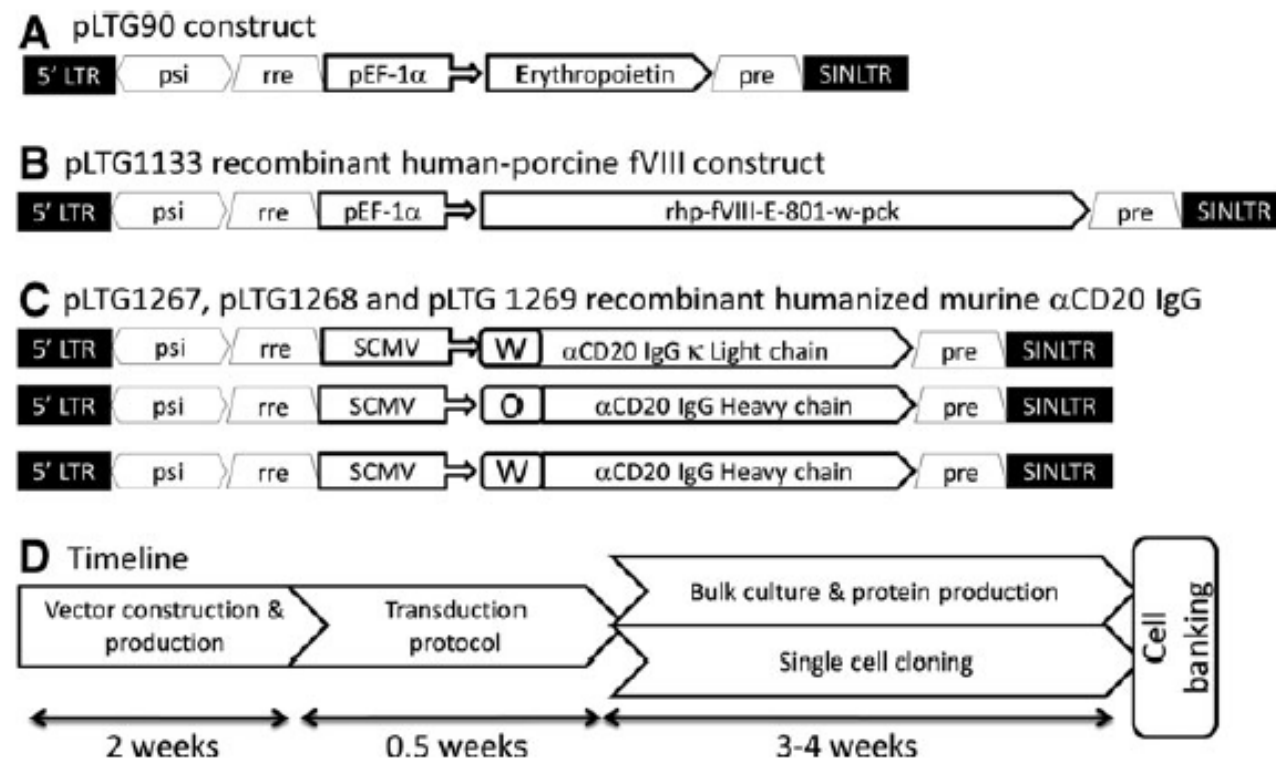 A pLTG90 construct
5' LTR psi rre pEF-1α Erythropoietin pre SINLTR
B pLTG1133 recombinant human-porcine fVIII construct
5' LTR psi rre pEF-1α rhp-fVIII-E-801-w-pck pre SINLTR
C pLTG1267, pLTG1268 and pLTG 1269 recombinant humanized murine αCD20 IgG
5' LTR psi rre SCMV W αCD20 IgG κ Light chain pre SINLTR
5' LTR psi rre SCMV O αCD20 IgG Heavy chain pre SINLTR
5' LTR psi rre SCMV W αCD20 IgG Heavy chain pre SINLTR
D Timeline
Vector construction &
production
Transduction
protocol
Bulk culture & protein production
Single cell cloning
Cell
banking
2 weeks 0.5 weeks 3-4 weeks